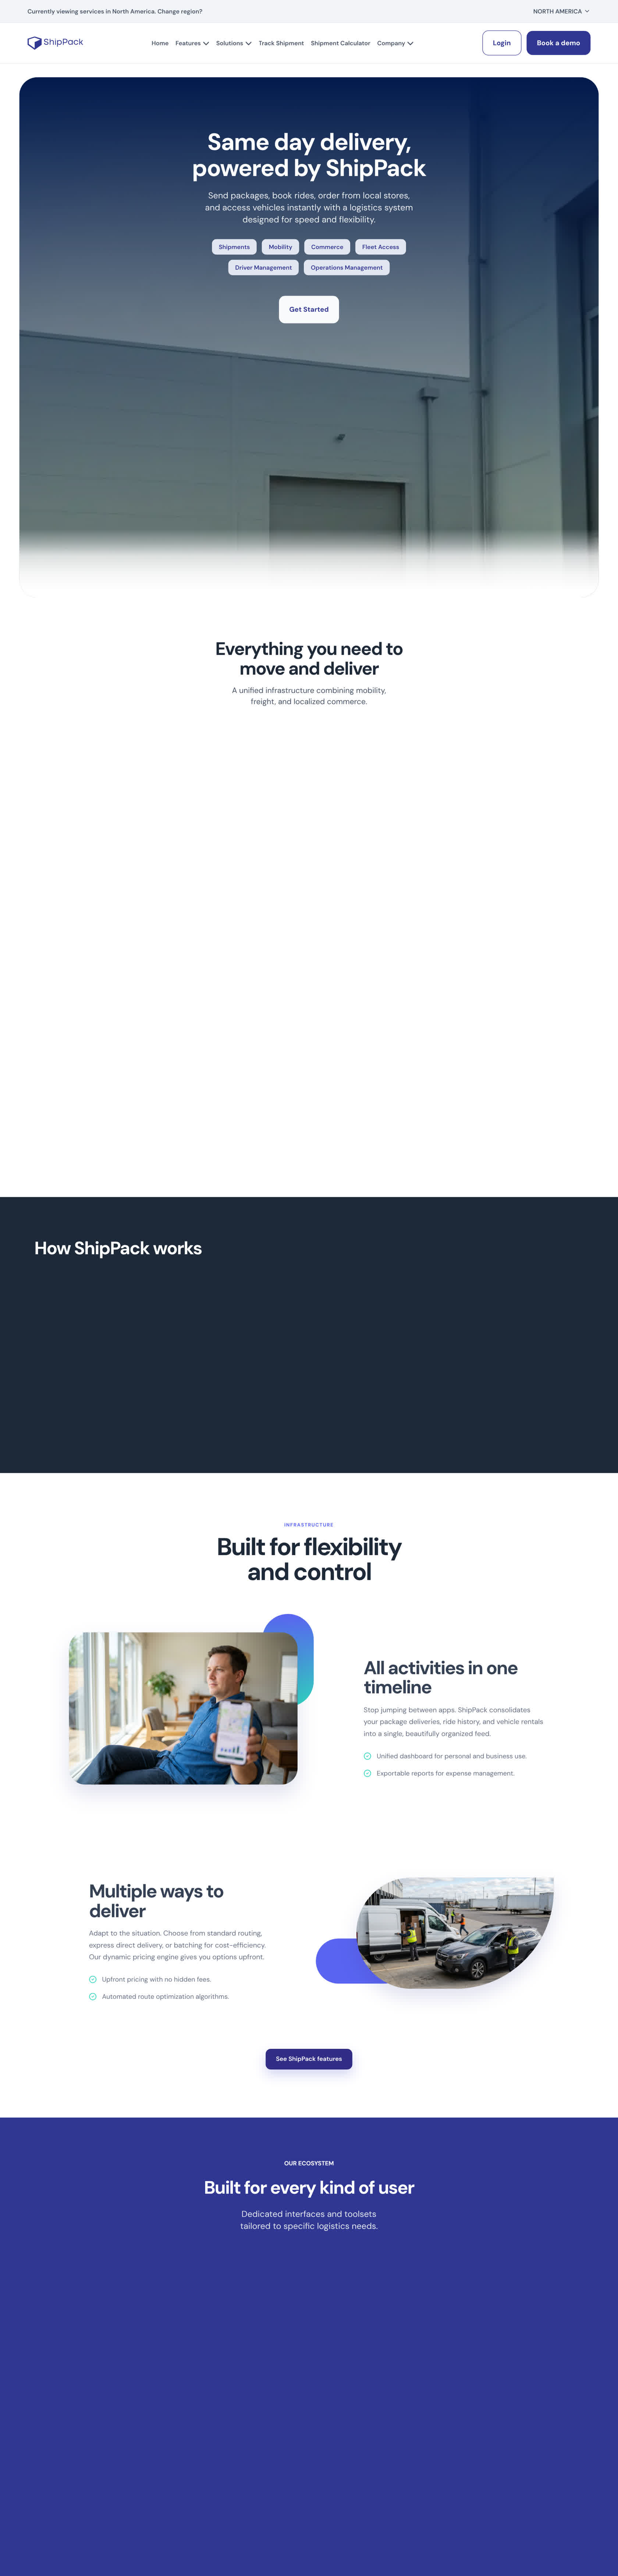 Currently viewing services in North America. Change region?
NORTH AMERICA
ShipPack
Home
Features
Solutions
Track Shipment
Shipment Calculator
Company
Login
Book a demo
Same day delivery,
powered by ShipPack
Send packages, book rides, order from local stores,
and access vehicles instantly with a logistics system
designed for speed and flexibility.
Shipments
Mobility
Commerce
Fleet Access
Driver Management
Operations Management
Get Started
Everything you need to
move and deliver
A unified infrastructure combining mobility,
freight, and localized commerce.
How ShipPack works
INFRASTRUCTURE
Built for flexibility
and control
All activities in one
timeline
Stop jumping between apps. ShipPack consolidates
your package deliveries, ride history, and vehicle rentals
into a single, beautifully organized feed.
Unified dashboard for personal and business use.
Exportable reports for expense management.
Multiple ways to
deliver
Adapt to the situation. Choose from standard routing,
express direct delivery, or batching for cost-efficiency.
Our dynamic pricing engine gives you options upfront.
Upfront pricing with no hidden fees.
Automated route optimization algorithms.
See ShipPack features
OUR ECOSYSTEM
Built for every kind of user
Dedicated interfaces and toolsets
tailored to specific logistics needs.